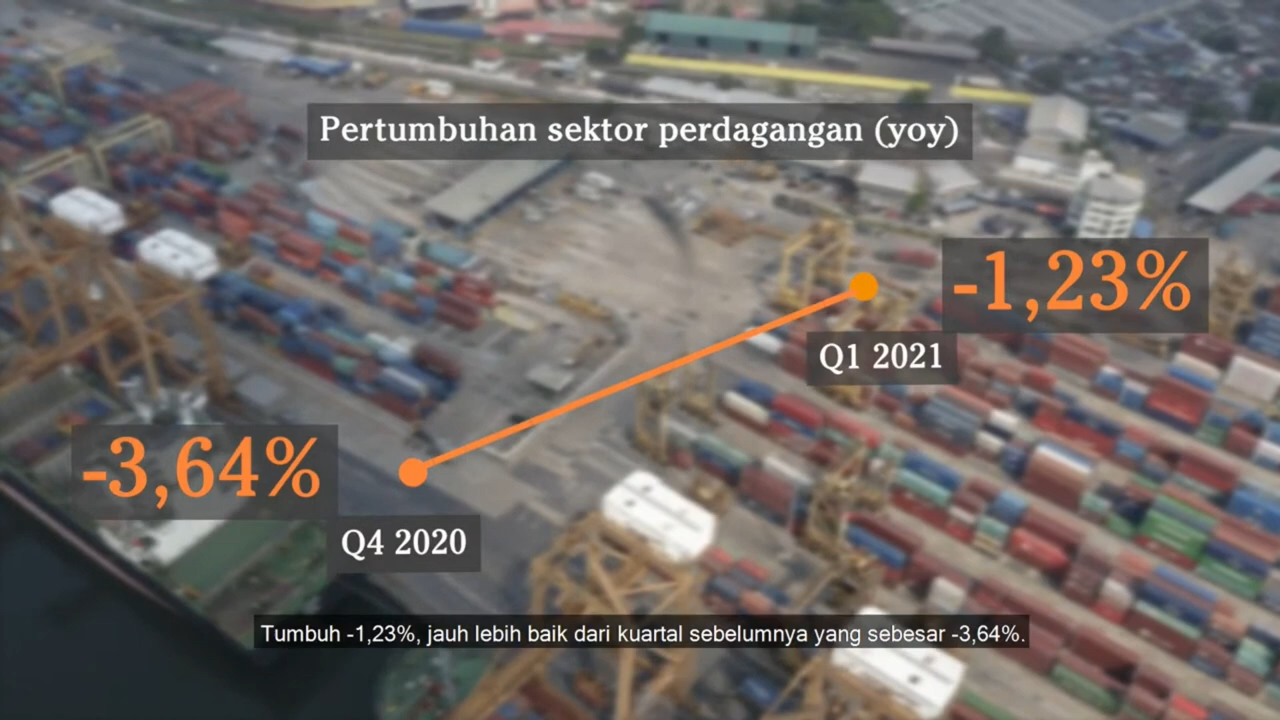 Pertumbuhan sektor perdagangan (yoy)
-1,23%
Q1 2021
-3,64%
Q4 2020
Tumbuh -1,23%, jauh lebih baik dari kuartal sebelumnya yang sebesar -3,64%.